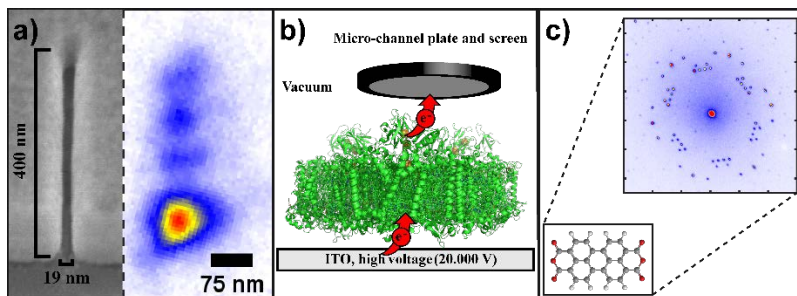 a)
400 nm
19 nm
75 nm
b)
Micro-channel plate and screen
Vacuum
e⁻
e⁻
ITO, high voltage (20.000 V)
c)